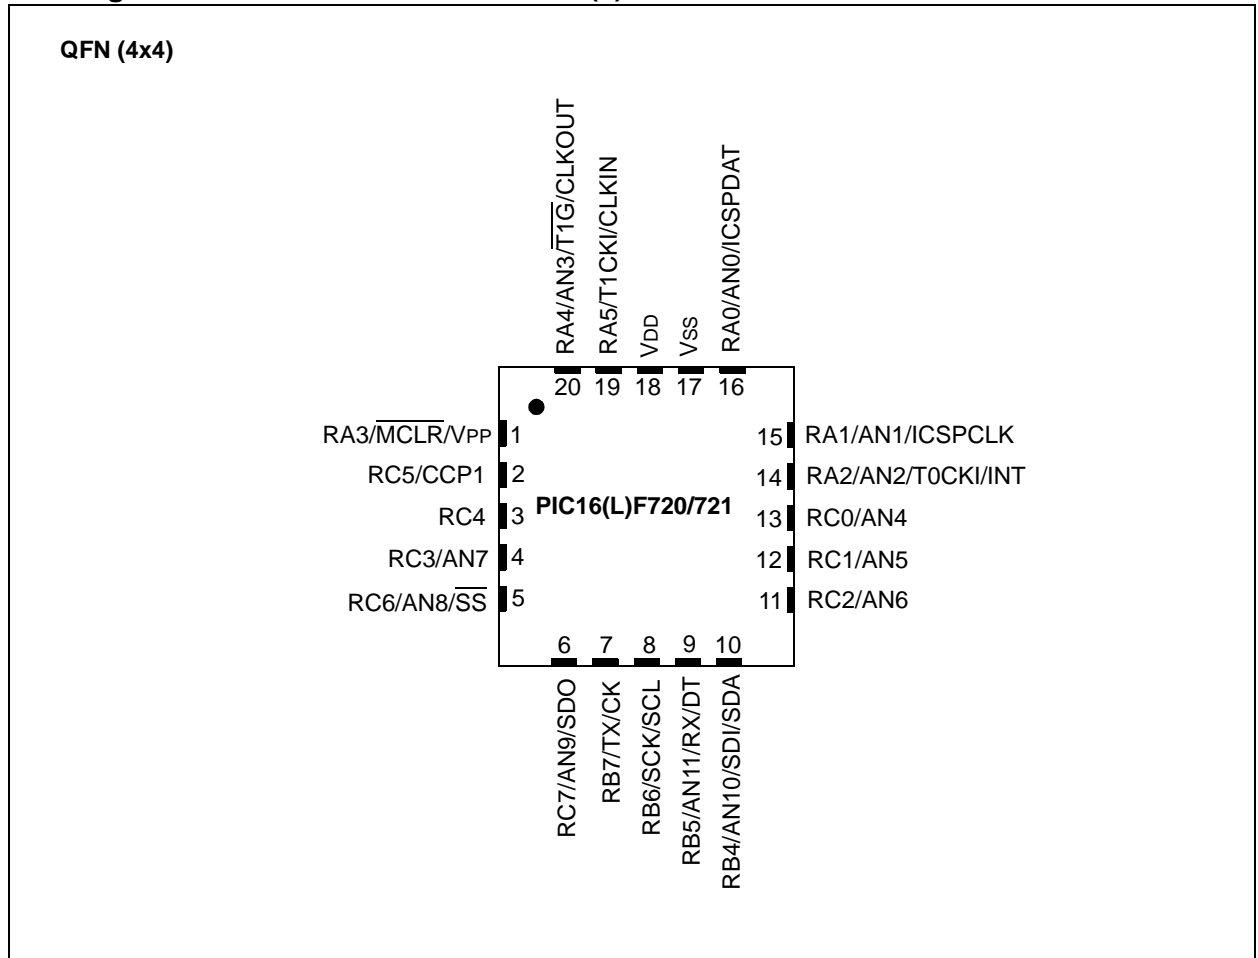 QFN (4x4)
RA4/AN3/T1G/CLKOUT
RA5/T1CKI/CLKIN
VDD
VSS
RA0/AN0/ICSPDAT
20 19 18 17 16
RA3/MCLR/VPP 1
RC5/CCP1 2
RC4 3
RC3/AN7 4
RC6/AN8/SS 5
PIC16(L)F720/721
15 RA1/AN1/ICSPCLK
14 RA2/AN2/T0CKI/INT
13 RC0/AN4
12 RC1/AN5
11 RC2/AN6
6 7 8 9 10
RC7/AN9/SDO
RB7/TX/CK
RB6/SCK/SCL
RB5/AN11/RX/DT
RB4/AN10/SDI/SDA